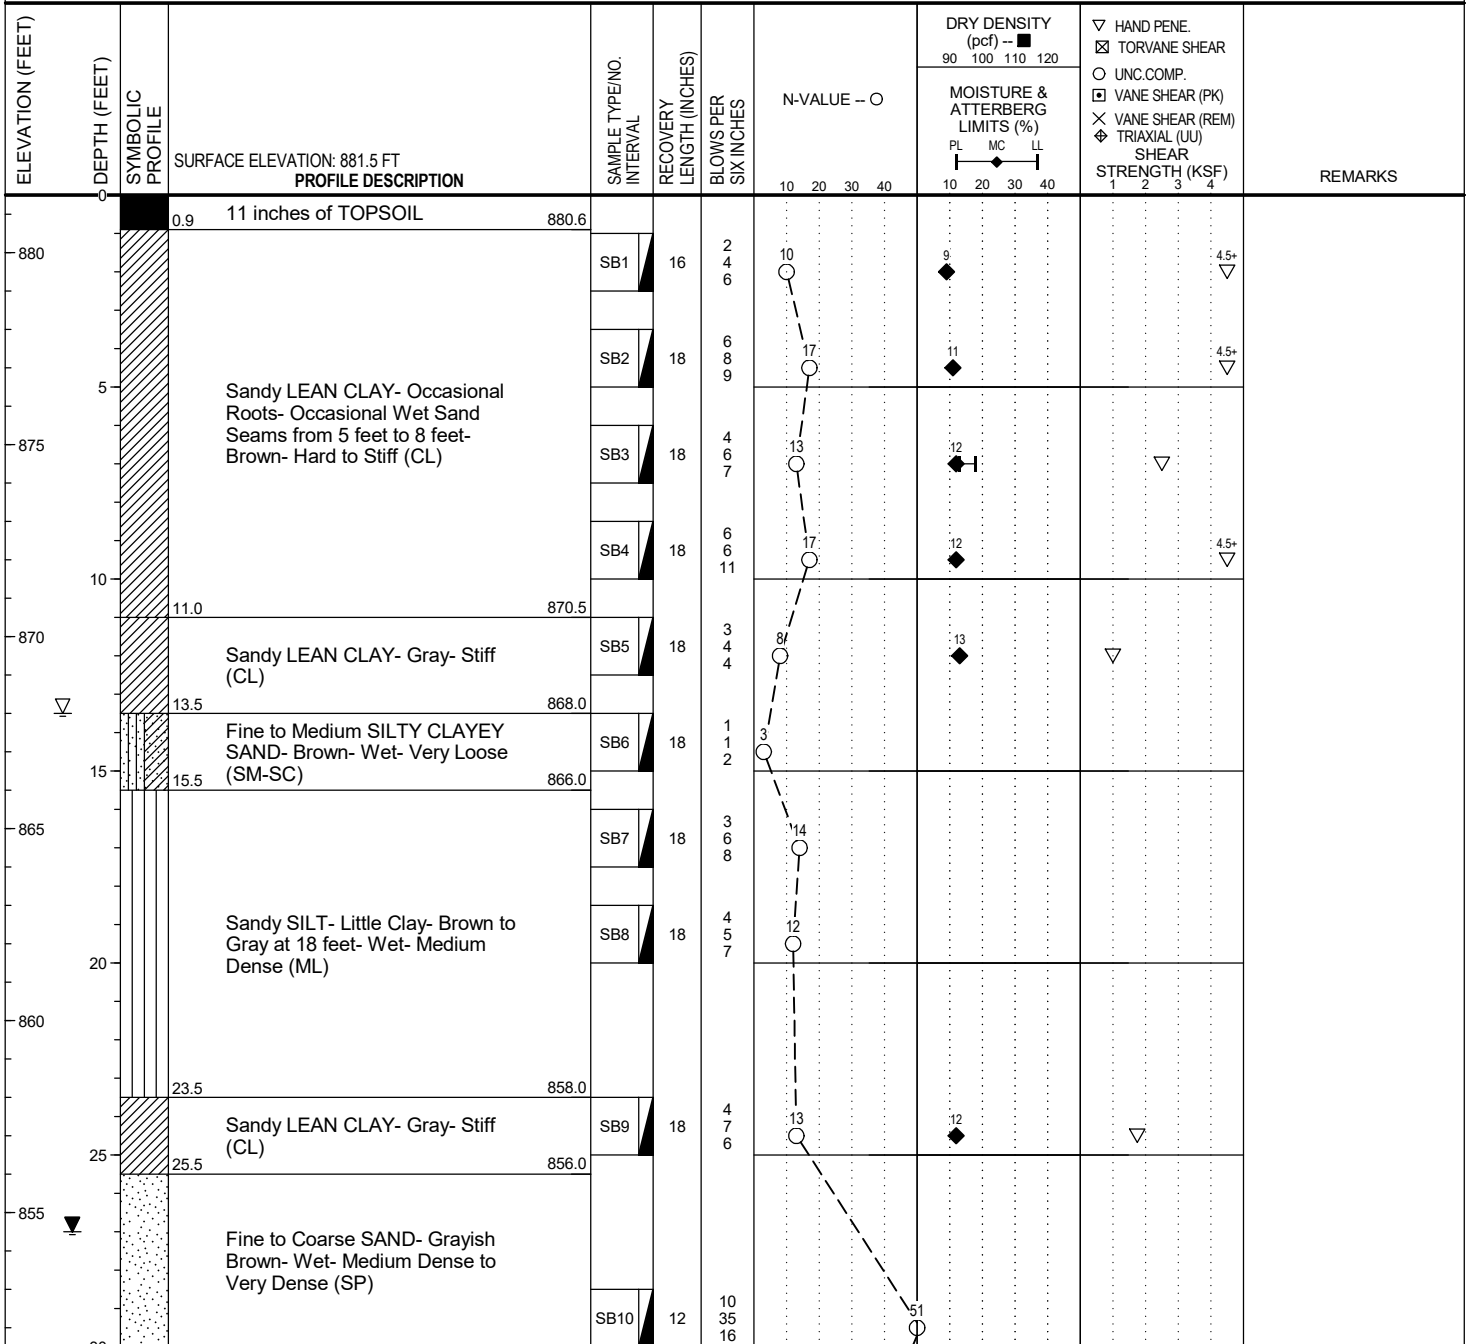 ELEVATION (FEET)
DEPTH (FEET)
SYMBOLIC
PROFILE
SURFACE ELEVATION: 881.5 FT
PROFILE DESCRIPTION
SAMPLE TYPE/NO.
INTERVAL
RECOVERY
LENGTH (INCHES)
BLOWS PER
SIX INCHES
N-VALUE -- O
10 20 30 40
DRY DENSITY
(pcf) -- ■
90 100 110 120
MOISTURE &
ATTERBERG
LIMITS (%)
PL MC LL
10 20 30 40
▽ HAND PENE.
⊠ TORVANE SHEAR
○ UNC.COMP.
⊡ VANE SHEAR (PK)
× VANE SHEAR (REM)
TRIAXIAL (UU)
SHEAR
STRENGTH (KSF)
1 2 3 4
REMARKS
0
0.9 11 inches of TOPSOIL 880.6
880
SB1 16
2
4
6
10 9 4.5+
SB2 18
6
8
9
17 11 4.5+
5
Sandy LEAN CLAY- Occasional
Roots- Occasional Wet Sand
Seams from 5 feet to 8 feet-
Brown- Hard to Stiff (CL)
875
SB3 18
4
6
7
13 12
SB4 18
6
6
11
17 12 4.5+
10
11.0 870.5
870
Sandy LEAN CLAY- Gray- Stiff
(CL)
SB5 18
3
4
4
8 13
13.5 868.0
Fine to Medium SILTY CLAYEY
SAND- Brown- Wet- Very Loose
(SM-SC)
SB6 18
1
1
2
3
15
15.5 866.0
865
SB7 18
3
6
8
14
Sandy SILT- Little Clay- Brown to
Gray at 18 feet- Wet- Medium
Dense (ML)
SB8 18
4
5
7
12
20
860
23.5 858.0
Sandy LEAN CLAY- Gray- Stiff
(CL)
SB9 18
4
7
6
13 12
25
25.5 856.0
855
Fine to Coarse SAND- Grayish
Brown- Wet- Medium Dense to
Very Dense (SP)
SB10 12
10
35
16
51